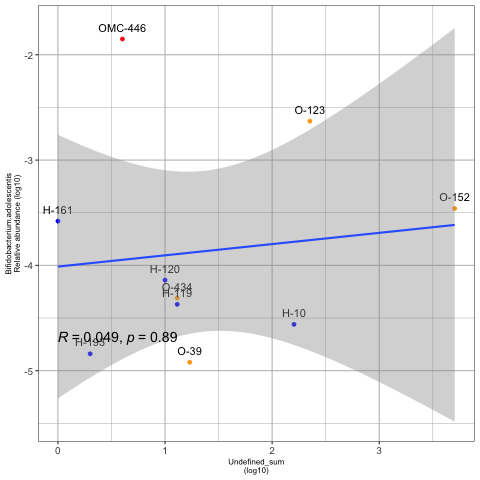 OMC-446
-2
O-123
-3
O-152
H-161
-4
H-120
O-434
H-119
H-10
R = 0.049, p = 0.89
H-193
O-39
-5
0
1
2
3
Undefined_sum
(log10)
Bifidobacterium.adolescentis
Relative abundance (log10)